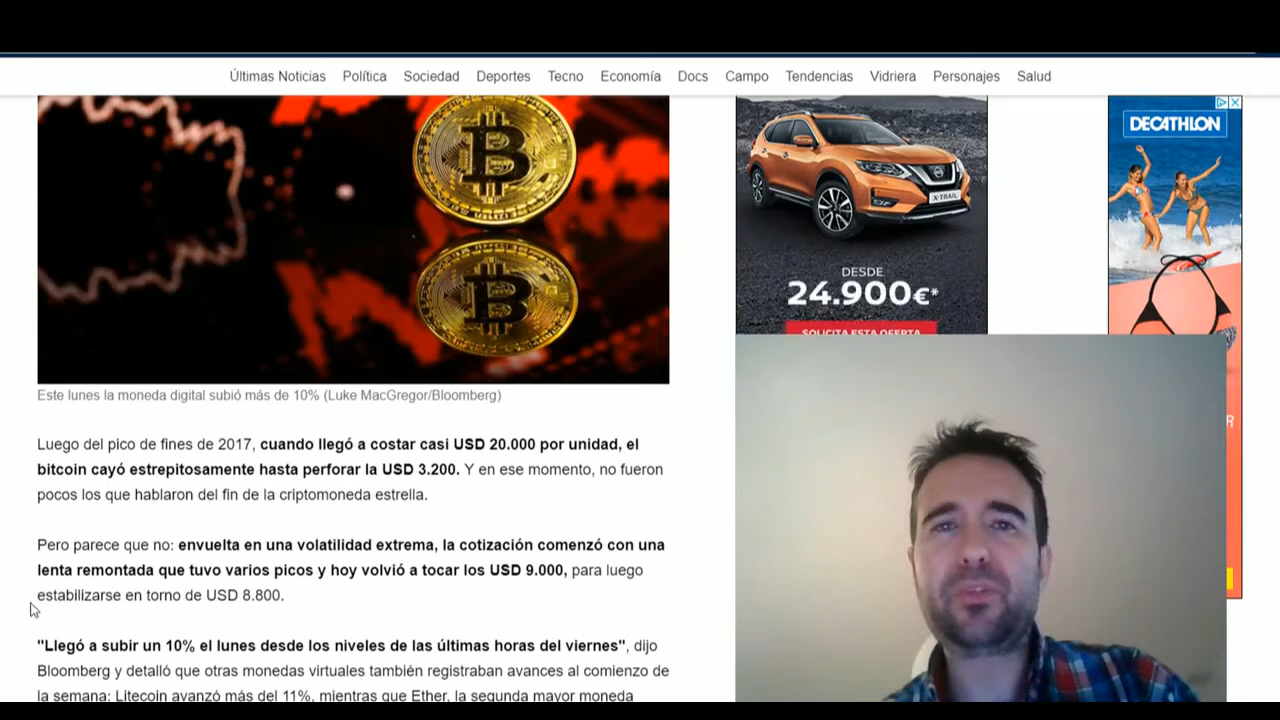 Últimas Noticias Política Sociedad Deportes Tecno Economía Docs Campo Tendencias Vidriera Personajes Salud
Este lunes la moneda digital subió más de 10% (Luke MacGregor/Bloomberg)
Luego del pico de fines de 2017, cuando llegó a costar casi USD 20.000 por unidad, el
bitcoin cayó estrepitosamente hasta perforar la USD 3.200. Y en ese momento, no fueron
pocos los que hablaron del fin de la criptomoneda estrella.
Pero parece que no: envuelta en una volatilidad extrema, la cotización comenzó con una
lenta remontada que tuvo varios picos y hoy volvió a tocar los USD 9.000, para luego
estabilizarse en torno de USD 8.800.
"Llegó a subir un 10% el lunes desde los niveles de las últimas horas del viernes", dijo
Bloomberg y detalló que otras monedas virtuales también registraban avances al comienzo de
la semana: Litecoin avanzó más del 11%, mientras que Ether, la segunda mayor moneda
X-TRAIL
DESDE
24.900€*
SOLICITA ESTA OFERTA
DECATHLON